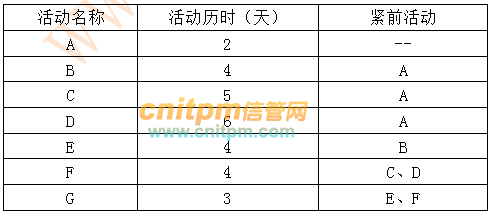 活动名称 活动历时（天） 紧前活动
A 2 --
B 4 A
C 5 A
D 6 A
E 4 B
F 4 C、D
G 3 E、F
cnitpm信管网
www.cnitpm.com